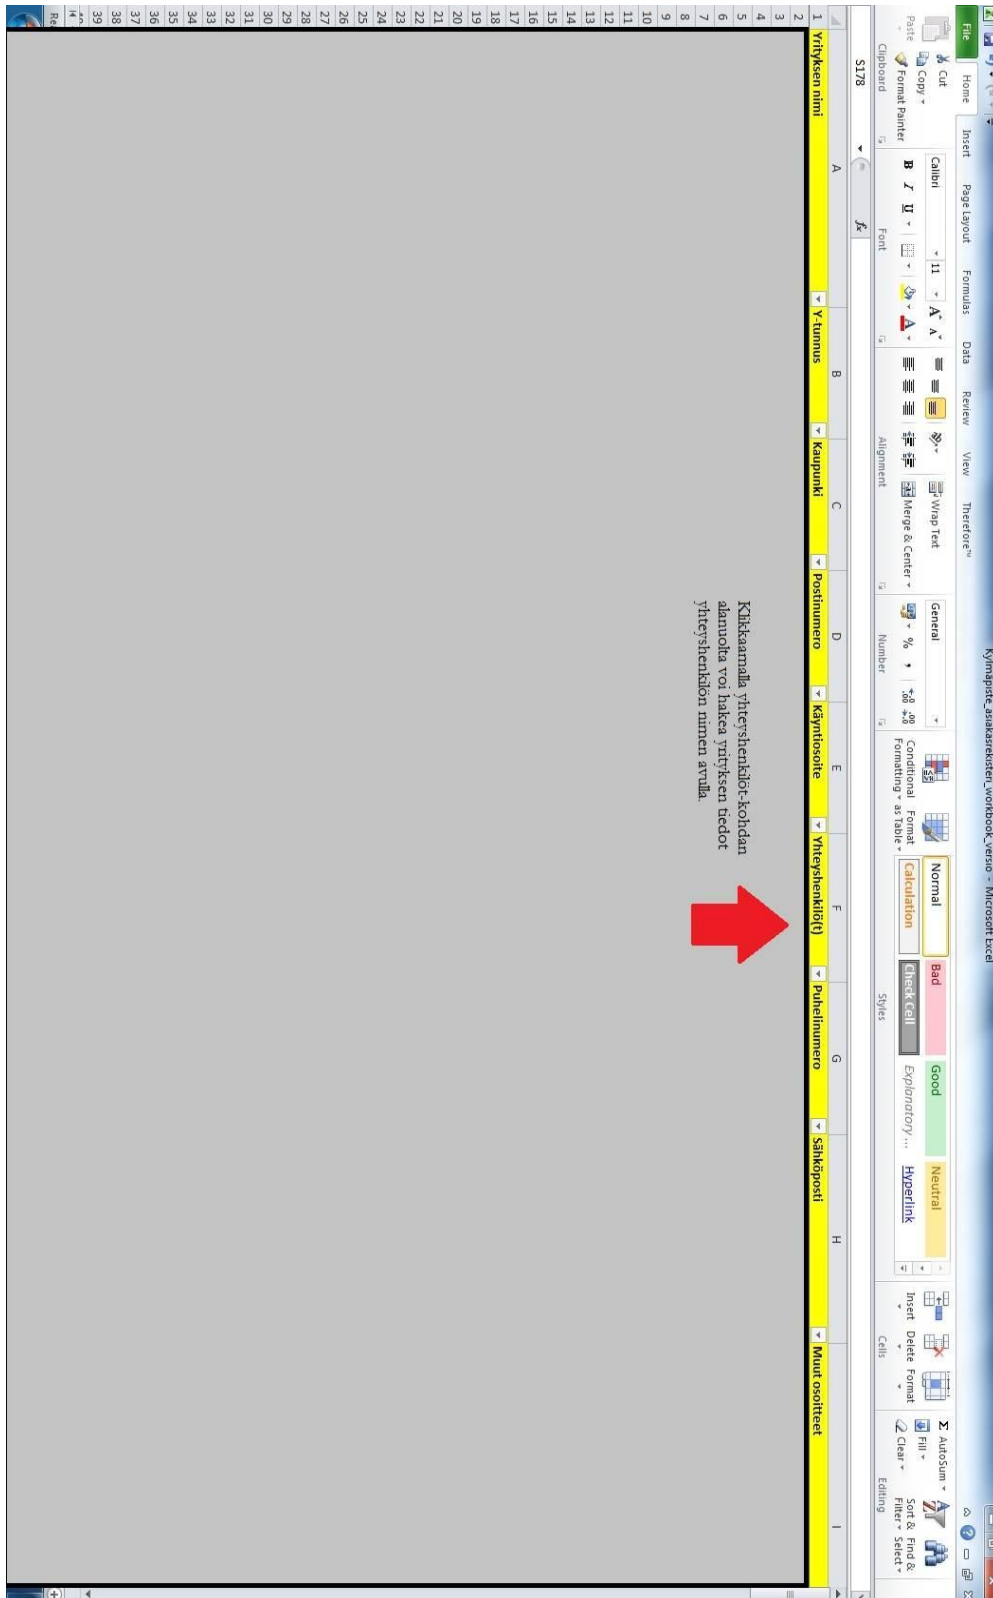 Kylmapiste_asiakasrekisteri_workbook_versio - Microsoft Excel
File Home Insert Page Layout Formulas Data Review View Therefore™
Cut
Calibri 11
Wrap Text
General
Normal Bad Good Neutral
AutoSum
Copy
Fill
Paste
Format Painter
B I U
Merge & Center
Conditional Formatting
Format as Table
Calculation Check Cell Explanatory ... Hyperlink
Insert Delete Format
Clear
Sort & Filter
Find & Select
Clipboard Font Alignment Number Styles Cells Editing
S178 fx
A B C D E F G H I
1 Yrityksen nimi Y-tunnus Kaupunki Postinumero Käyntiosoite Yhteyshenkilö(t) Puhelinumero Sähköposti Muut osoitteet
2
3
4
5
6
7
8
9
10
11
12
13
14
15
16
17
18
19
20
21
22
23
24
25
26
27
28
29
30
31
32
33
34
35
36
37
38
39
Klikkaamalla yhteyshenkilöt-kohdan
alanuolta voi hakea yrityksen tiedot
yhteyshenkilön nimen avulla.